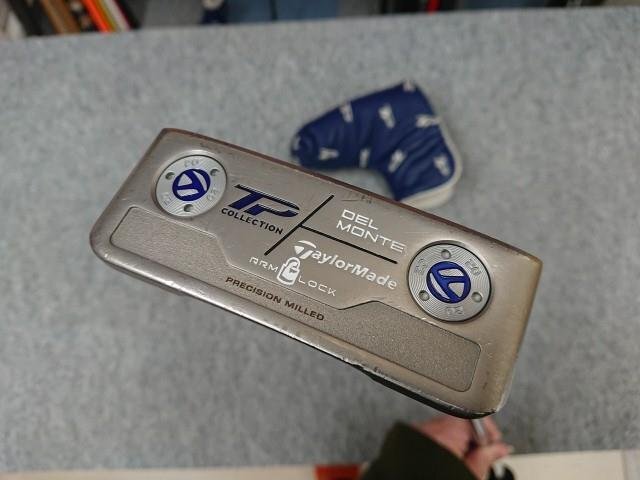 TP
COLLECTION
DEL
MONTE
TaylorMade
ARM LOCK
PRECISION MILLED